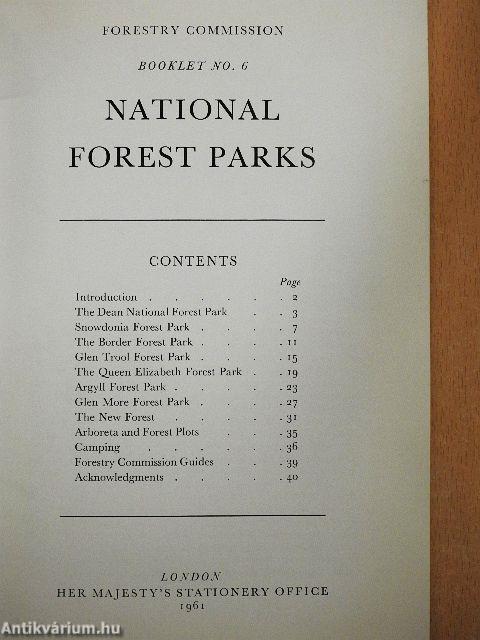 FORESTRY COMMISSION
BOOKLET NO. 6
NATIONAL
FOREST PARKS
CONTENTS
Page
Introduction . . . . . . 2
The Dean National Forest Park . . 3
Snowdonia Forest Park . . . . 7
The Border Forest Park . . . . 11
Glen Trool Forest Park . . . . 15
The Queen Elizabeth Forest Park . . 19
Argyll Forest Park . . . . . 23
Glen More Forest Park . . . . 27
The New Forest . . . . . 31
Arboreta and Forest Plots . . . 35
Camping . . . . . . 36
Forestry Commission Guides . . . 39
Acknowledgments . . . . . 40
LONDON
HER MAJESTY'S STATIONERY OFFICE
1961
Antikvárium.hu